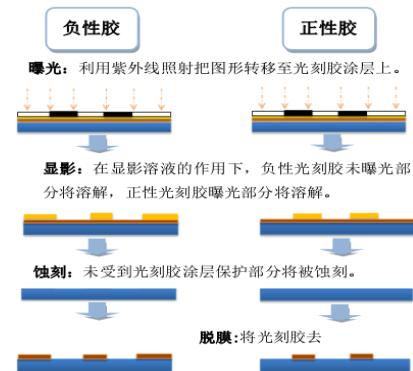 负性胶
正性胶
曝光：利用紫外线照射把图形转移至光刻胶涂层上。
显影：在显影溶液的作用下，负性光刻胶未曝光部
分将溶解，正性光刻胶曝光部分将溶解。
蚀刻：未受到光刻胶涂层保护部分将被蚀刻。
脱膜:将光刻胶去